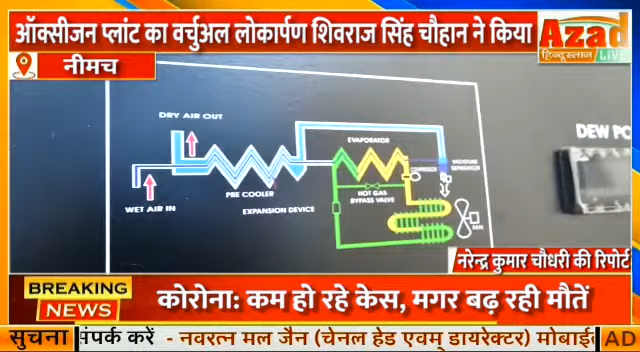 ऑक्सीजन प्लांट का वर्चुअल लोकार्पण शिवराज सिंह चौहान ने किया
Azad
हिन्दुस्तान LIVE
नीमच
DRY AIR OUT
EVAPORATOR
DEW PO
MOISTURE
SEPARATOR
PRE COOLER
HOT GAS
BYPASS VALVE
WET AIR IN
EXPANSION DEVICE
नरेन्द्र कुमार चौधरी की रिपोर्ट
BREAKING
NEWS
कोरोना: कम हो रहे केस, मगर बढ़ रही मौतें
सूचना संपर्क करें - नवरत्न मल जैन (चेनल हेड एवम् डायरेक्टर) मोबाईल AD